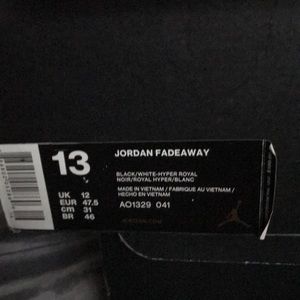 13
JORDAN FADEAWAY
BLACK/WHITE-HYPER ROYAL
NOIR/ROYAL HYPER/BLANC
MADE IN VIETNAM / FABRIQUE AU VIETNAM /
HECHO EN VIETNAM
UK 12
EUR 47.5
cm 31
BR 46
AO1329 041